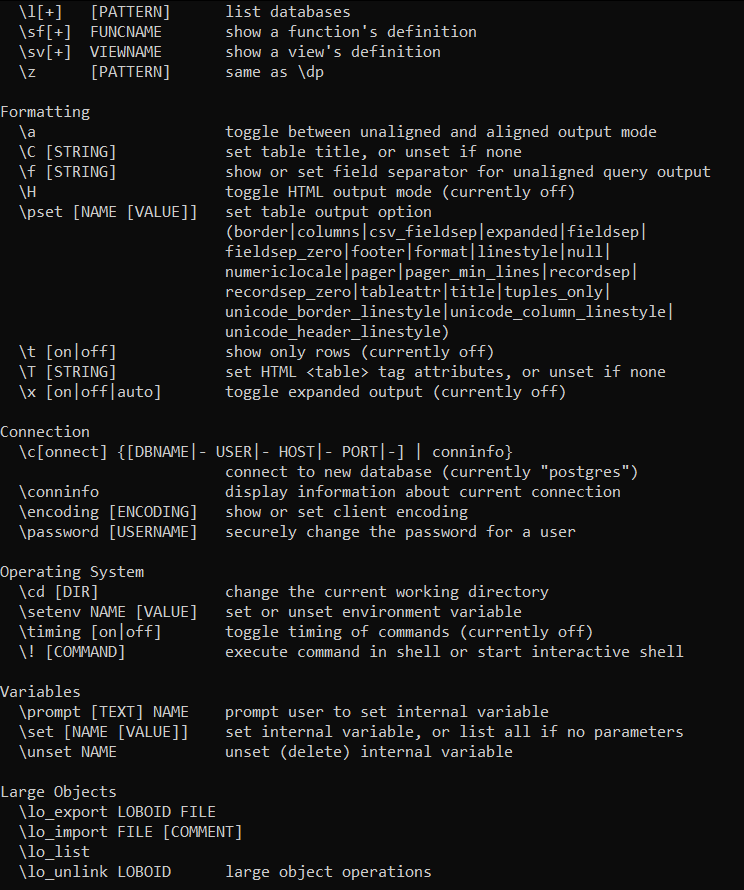 \l[+]   [PATTERN]      list databases
\sf[+]  FUNCNAME       show a function's definition
\sv[+]  VIEWNAME       show a view's definition
\z      [PATTERN]      same as \dp
Formatting
\a                     toggle between unaligned and aligned output mode
\C [STRING]            set table title, or unset if none
\f [STRING]            show or set field separator for unaligned query output
\H                     toggle HTML output mode (currently off)
\pset [NAME [VALUE]]   set table output option
(border|columns|csv_fieldsep|expanded|fieldsep|
fieldsep_zero|footer|format|linestyle|null|
numericlocale|pager|pager_min_lines|recordsep|
recordsep_zero|tableattr|title|tuples_only|
unicode_border_linestyle|unicode_column_linestyle|
unicode_header_linestyle)
\t [on|off]            show only rows (currently off)
\T [STRING]            set HTML <table> tag attributes, or unset if none
\x [on|off|auto]       toggle expanded output (currently off)
Connection
\c[onnect] {[DBNAME|- USER|- HOST|- PORT|-] | conninfo}
connect to new database (currently "postgres")
\conninfo              display information about current connection
\encoding [ENCODING]   show or set client encoding
\password [USERNAME]   securely change the password for a user
Operating System
\cd [DIR]              change the current working directory
\setenv NAME [VALUE]   set or unset environment variable
\timing [on|off]       toggle timing of commands (currently off)
\! [COMMAND]           execute command in shell or start interactive shell
Variables
\prompt [TEXT] NAME    prompt user to set internal variable
\set [NAME [VALUE]]    set internal variable, or list all if no parameters
\unset NAME            unset (delete) internal variable
Large Objects
\lo_export LOBOID FILE
\lo_import FILE [COMMENT]
\lo_list
\lo_unlink LOBOID      large object operations